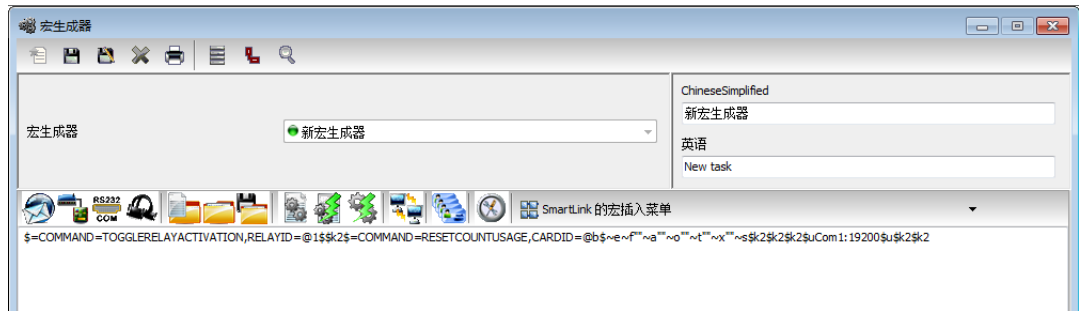 宏生成器
ChineseSimplified
新宏生成器
宏生成器
新宏生成器
英语
New task
RS232
COM
SmartLink 的宏插入菜单
$=COMMAND=TOGGLERELAYACTIVATION,RELAYID=@1$$k2$=COMMAND=RESETCOUNTUSAGE,CARDID=@b$~e~f""~a""~o""~t""~x""~s$k2$k2$k2$uCom1:19200$u$k2$k2